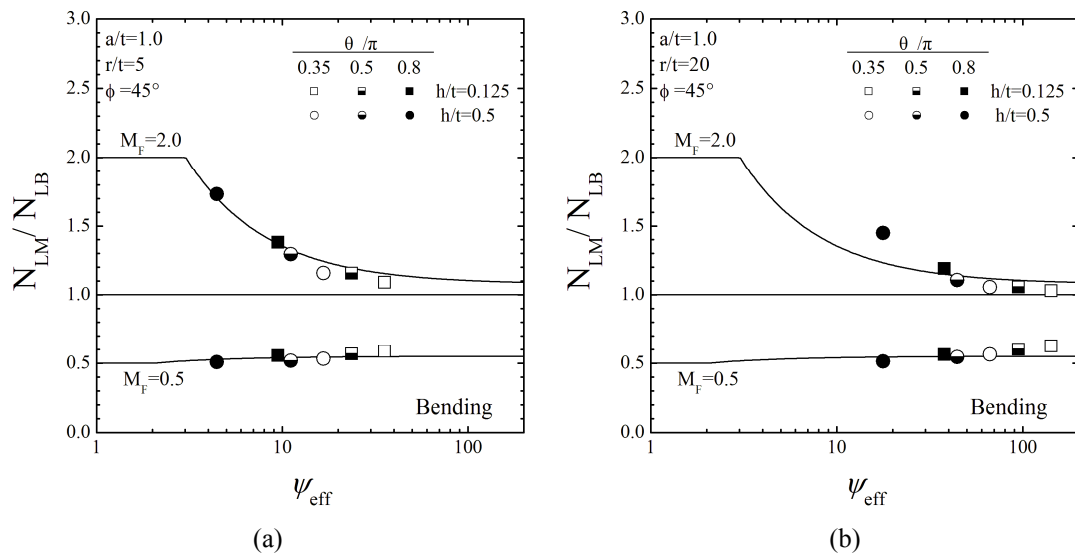 a/t=1.0
r/t=5
ϕ =45°
θ /π
0.35 0.5 0.8
h/t=0.125
h/t=0.5
M_F=2.0
M_F=0.5
Bending
3.0
2.5
2.0
1.5
1.0
0.5
0.0
N_LM/ N_LB
1 10 100
ψ_eff
(a)
a/t=1.0
r/t=20
ϕ =45°
θ /π
0.35 0.5 0.8
h/t=0.125
h/t=0.5
M_F=2.0
M_F=0.5
Bending
3.0
2.5
2.0
1.5
1.0
0.5
0.0
N_LM/ N_LB
1 10 100
ψ_eff
(b)